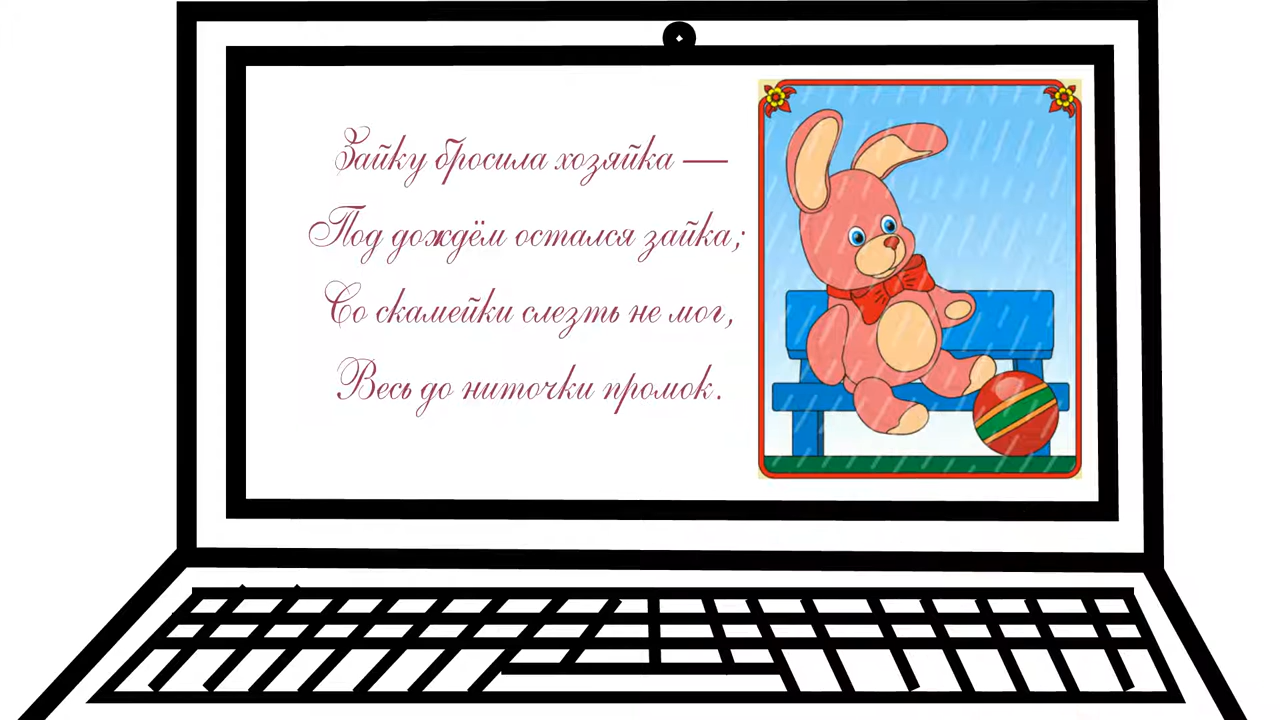 Зайку бросила хозяйка —
Под дождём остался зайка;
Со скамейки слезть не мог,
Весь до ниточки промок.